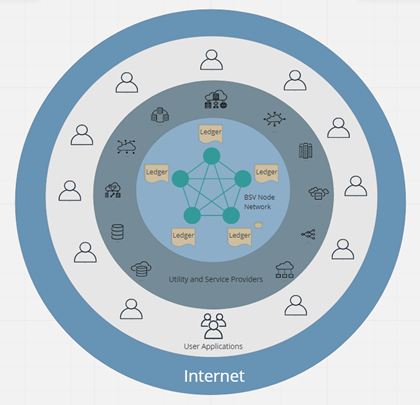 Ledger
Ledger
Ledger
BSV Node
Network
Ledger
Ledger
Utility and Service Providers
User Applications
Internet